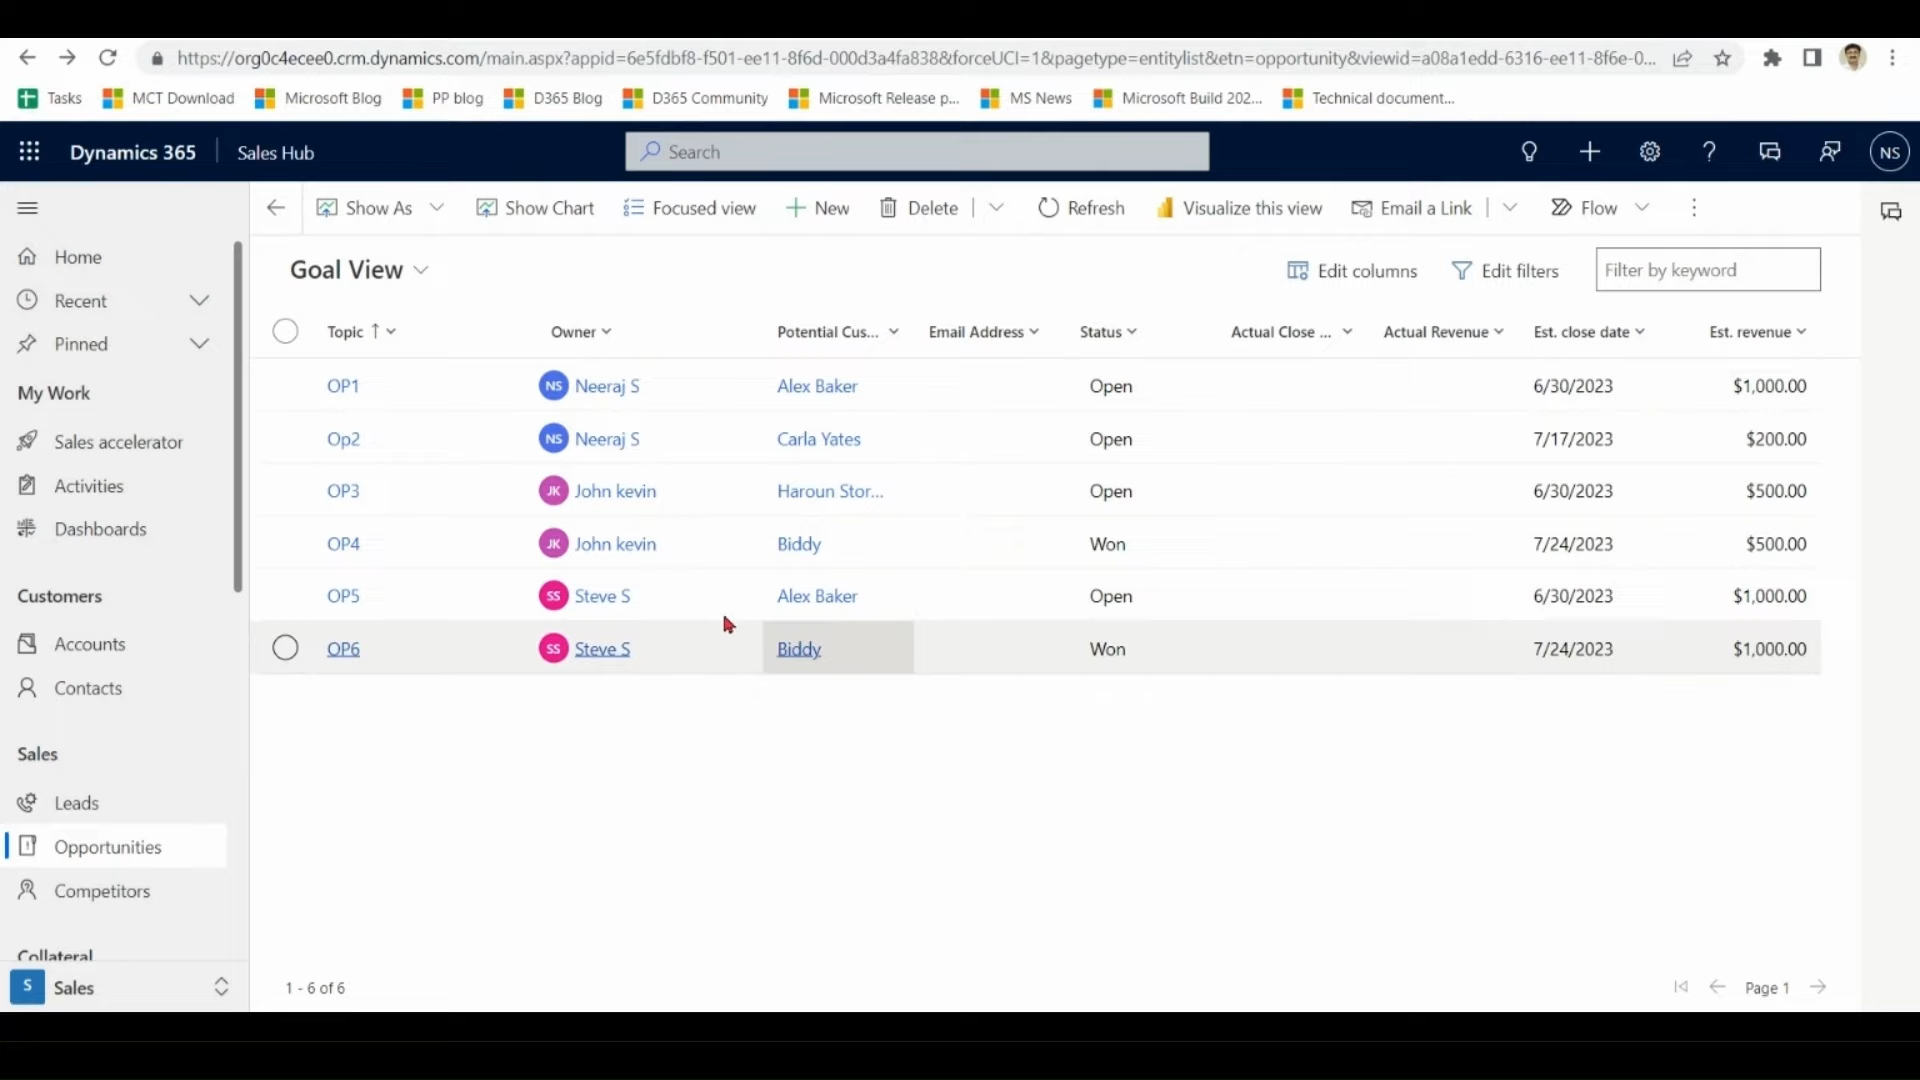 https://org0c4ecee0.crm.dynamics.com/main.aspx?appid=6e5fdbf8-f501-ee11-8f6d-000d3a4fa838&forceUCI=1&pagetype=entitylist&etn=opportunity&viewid=a08a1edd-6316-ee11-8f6e-0...
Tasks MCT Download Microsoft Blog PP blog D365 Blog D365 Community Microsoft Release p... MS News Microsoft Build 202... Technical document...
Dynamics 365 Sales Hub Search NS
Show As Show Chart Focused view New Delete Refresh Visualize this view Email a Link Flow
Home
Recent
Pinned
My Work
Sales accelerator
Activities
Dashboards
Customers
Accounts
Contacts
Sales
Leads
Opportunities
Competitors
Collateral
S Sales
Goal View Edit columns Edit filters Filter by keyword
Topic Owner Potential Cus... Email Address Status Actual Close ... Actual Revenue Est. close date Est. revenue
OP1 NS Neeraj S Alex Baker Open 6/30/2023 $1,000.00
Op2 NS Neeraj S Carla Yates Open 7/17/2023 $200.00
OP3 JK John kevin Haroun Stor... Open 6/30/2023 $500.00
OP4 JK John kevin Biddy Won 7/24/2023 $500.00
OP5 SS Steve S Alex Baker Open 6/30/2023 $1,000.00
OP6 SS Steve S Biddy Won 7/24/2023 $1,000.00
1 - 6 of 6 Page 1